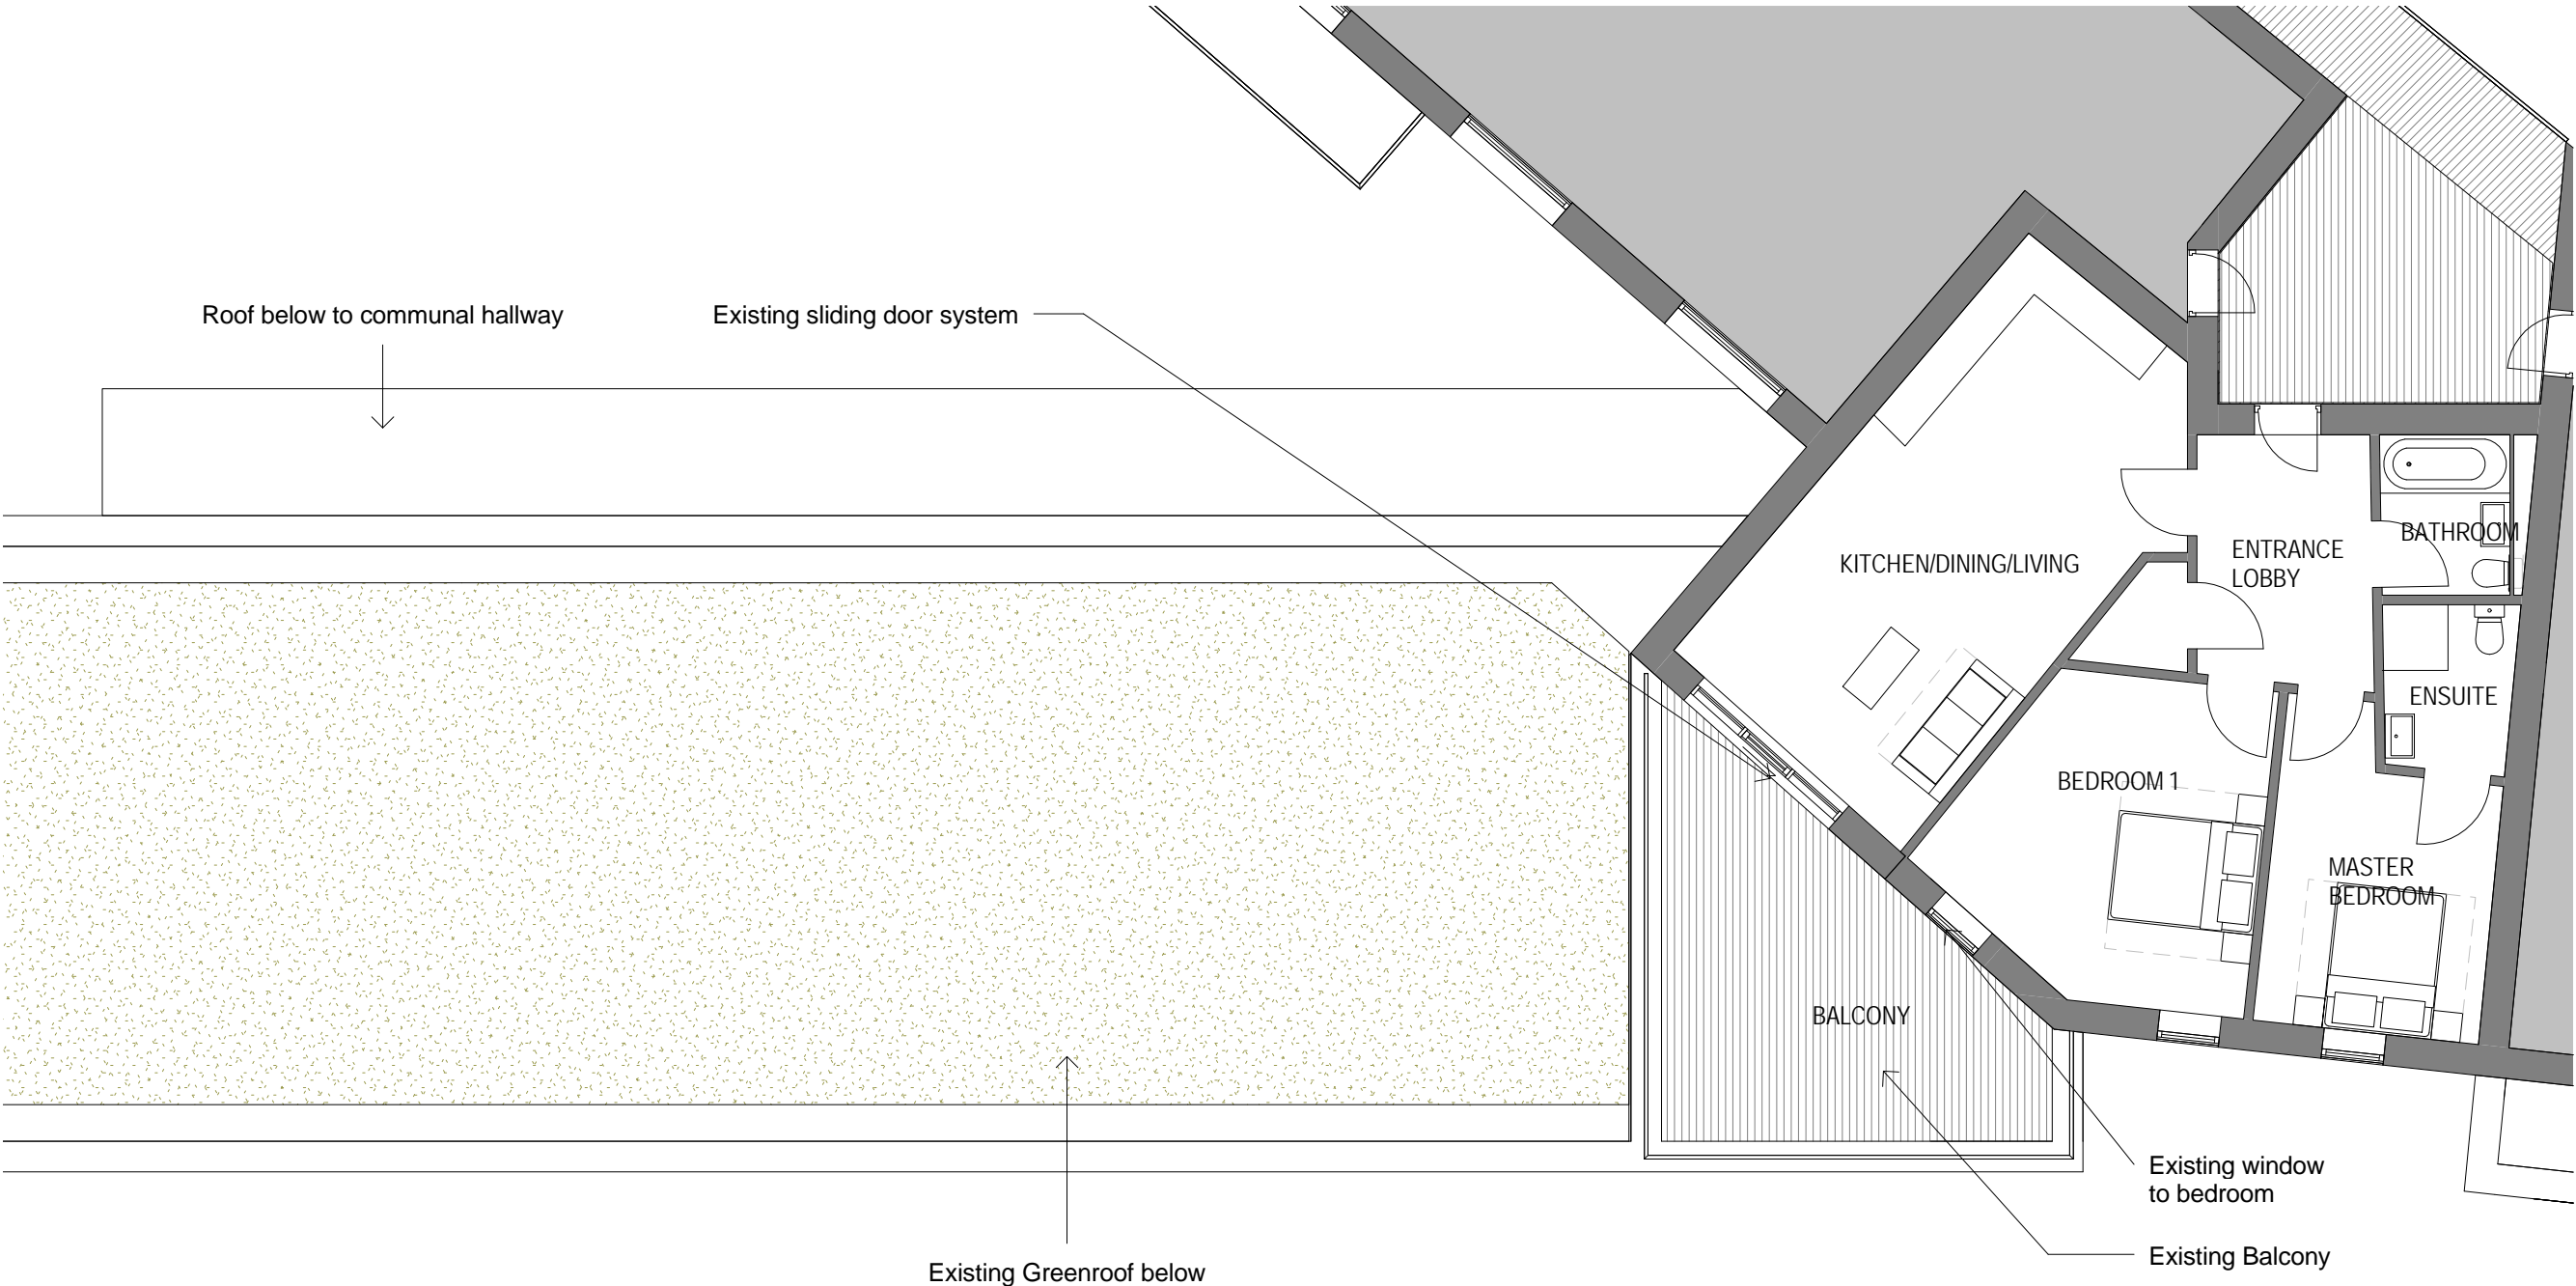 Roof below to communal hallway
Existing sliding door system
KITCHEN/DINING/LIVING
ENTRANCE
LOBBY
BATHROOM
ENSUITE
BEDROOM 1
MASTER
BEDROOM
BALCONY
Existing window
to bedroom
Existing Balcony
Existing Greenroof below